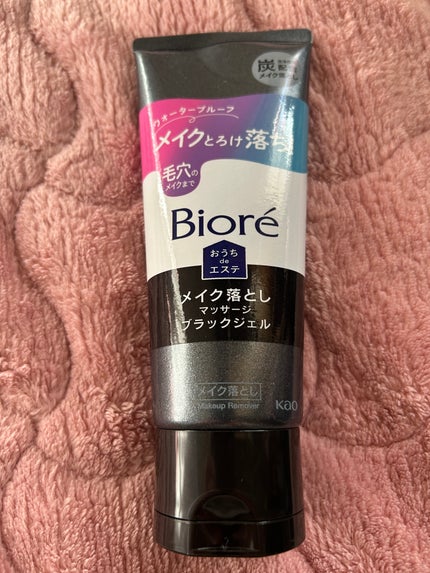 炭
配合
メイク落とし
ウォータープルーフ
メイクとろけ落ち
毛穴の
メイクまで
Bioré
おうち
de
エステ
メイク落とし
マッサージ
ブラックジェル
メイク落とし
Makeup Remover
Kao